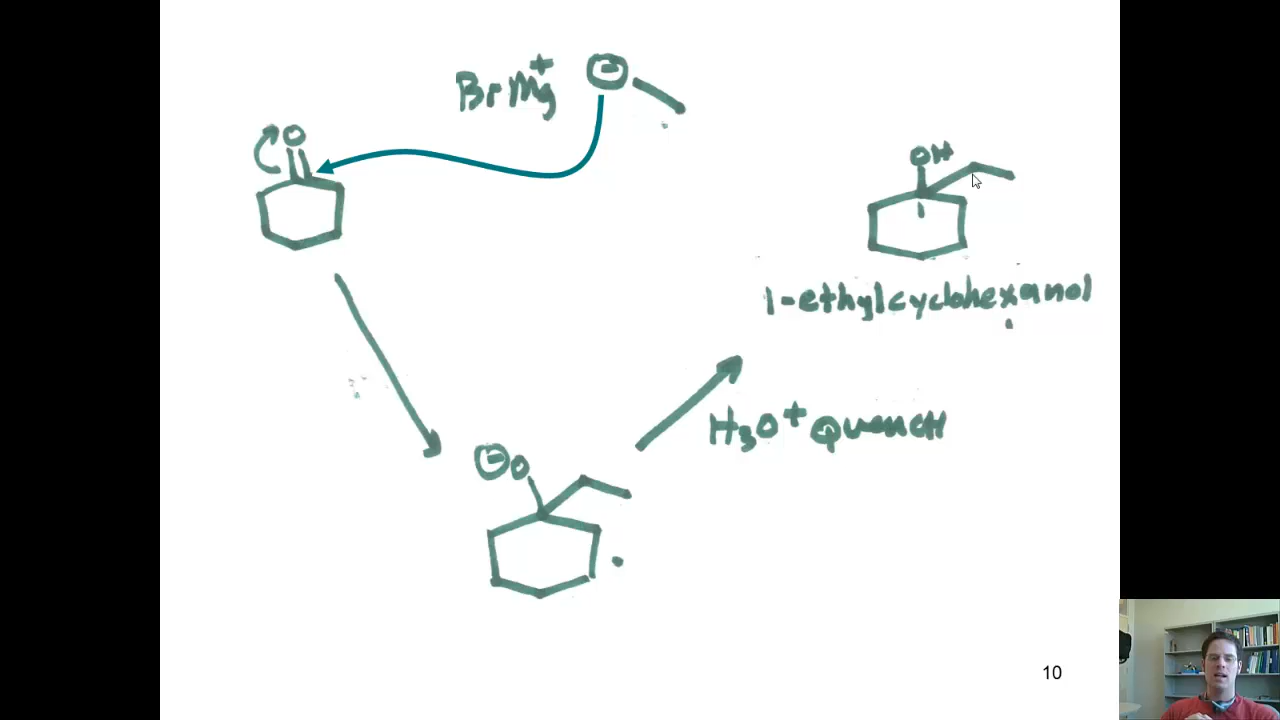 BrMg+ ⊖
O
OH
1-ethylcyclohexanol
H3O+ Quench
⊖O
10